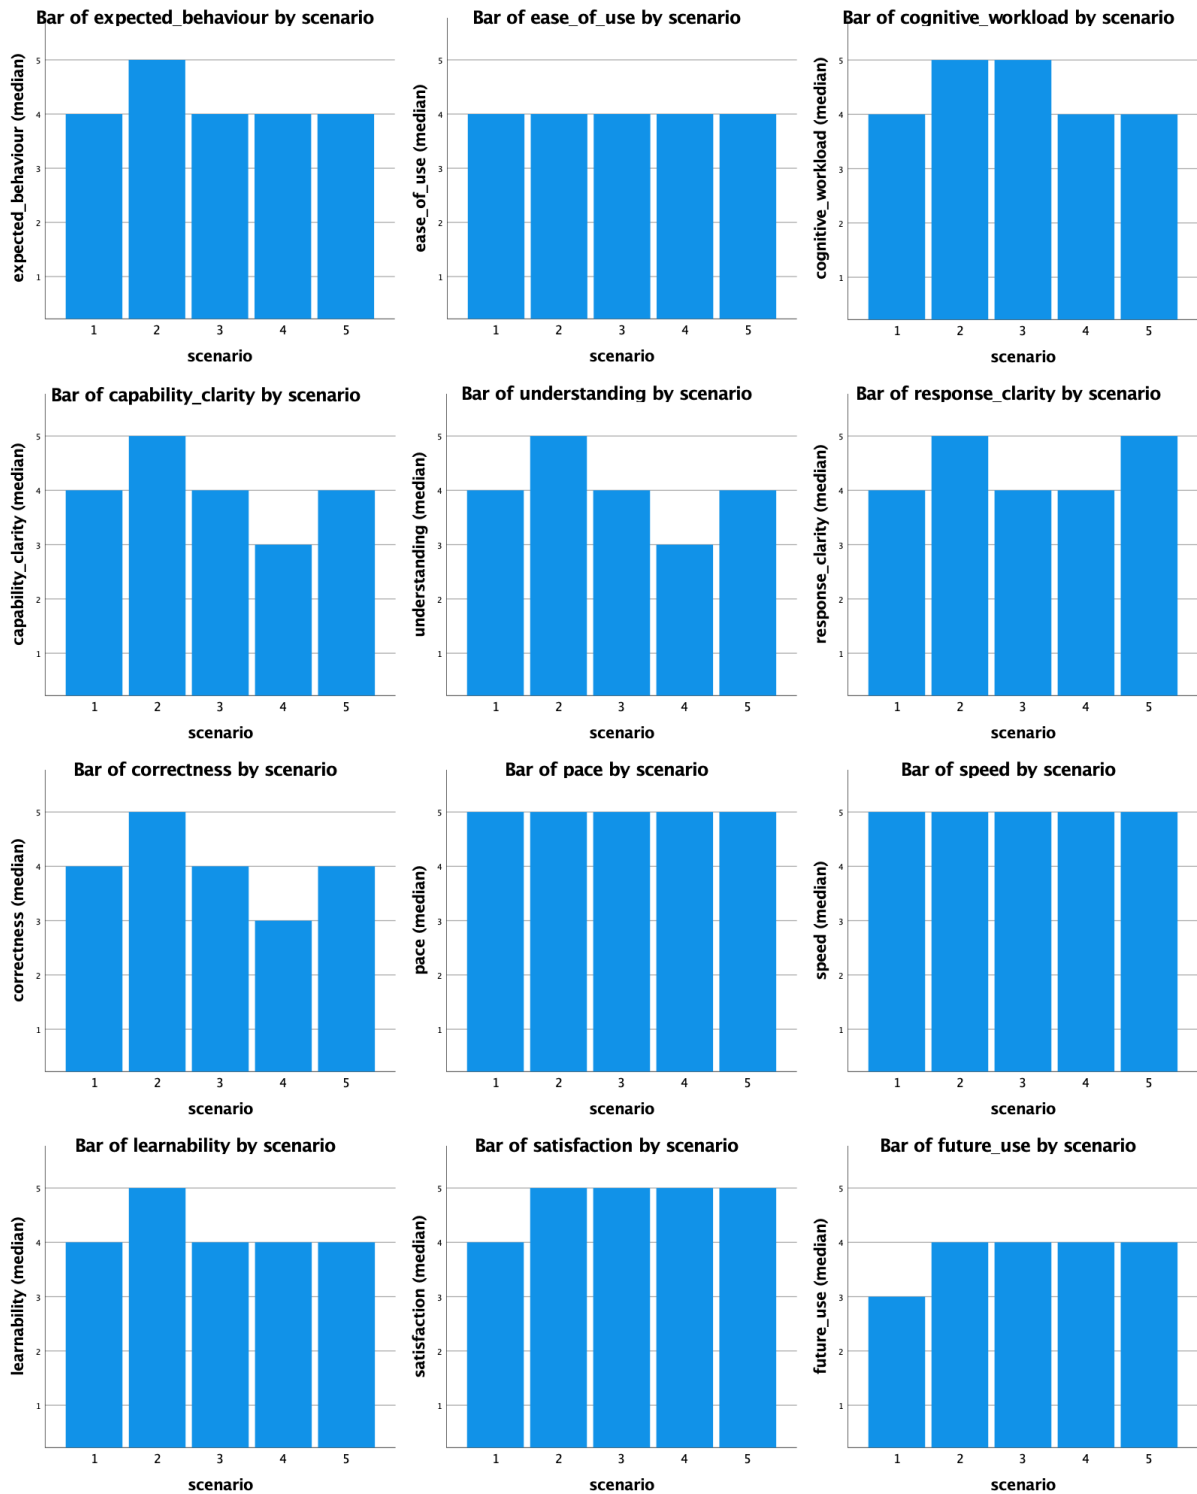 Bar of expected_behaviour by scenario
expected_behaviour (median)
5
4
3
2
1
1 2 3 4 5
scenario
Bar of ease_of_use by scenario
ease_of_use (median)
5
4
3
2
1
1 2 3 4 5
scenario
Bar of cognitive_workload by scenario
cognitive_workload (median)
5
4
3
2
1
1 2 3 4 5
scenario
Bar of capability_clarity by scenario
capability_clarity (median)
5
4
3
2
1
1 2 3 4 5
scenario
Bar of understanding by scenario
understanding (median)
5
4
3
2
1
1 2 3 4 5
scenario
Bar of response_clarity by scenario
response_clarity (median)
5
4
3
2
1
1 2 3 4 5
scenario
Bar of correctness by scenario
correctness (median)
5
4
3
2
1
1 2 3 4 5
scenario
Bar of pace by scenario
pace (median)
5
4
3
2
1
1 2 3 4 5
scenario
Bar of speed by scenario
speed (median)
5
4
3
2
1
1 2 3 4 5
scenario
Bar of learnability by scenario
learnability (median)
5
4
3
2
1
1 2 3 4 5
scenario
Bar of satisfaction by scenario
satisfaction (median)
5
4
3
2
1
1 2 3 4 5
scenario
Bar of future_use by scenario
future_use (median)
5
4
3
2
1
1 2 3 4 5
scenario